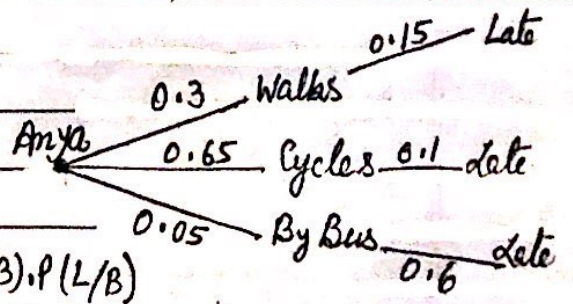 0.15 Late
0.3 Walks
Anya 0.65 Cycles 0.1 Late
0.05 By Bus 0.6 Late
3).P(L/B)